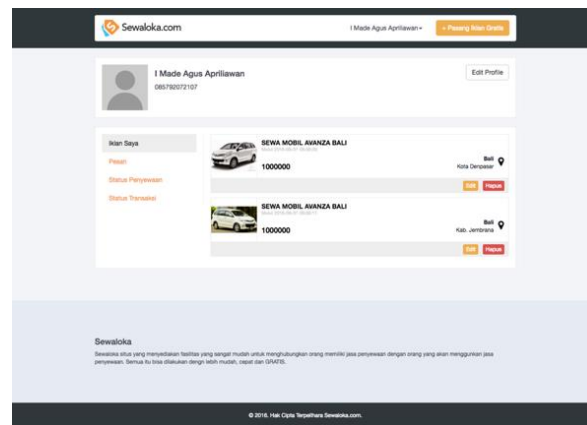 Sewaloka.com
I Made Agus Apriliawan
+ Pasang Iklan Gratis
I Made Agus Apriliawan
085792072107
Edit Profile
Iklan Saya
Pesan
Status Penyewaan
Status Transaksi
SEWA MOBIL AVANZA BALI
1000000
Bali
Kota Denpasar
Edit
Hapus
SEWA MOBIL AVANZA BALI
1000000
Bali
Kab. Jembrana
Edit
Hapus
Sewaloka
Sewaloka situs yang menyediakan fasilitas yang sangat mudah untuk menghubungkan orang memiliki jasa penyewaan dengan orang yang akan menggunkan jasa
penyewaan. Semua itu bisa dilakukan dengn lebih mudah, cepat dan GRATIS.
© 2016. Hak Cipta Terpelihara Sewaloka.com.